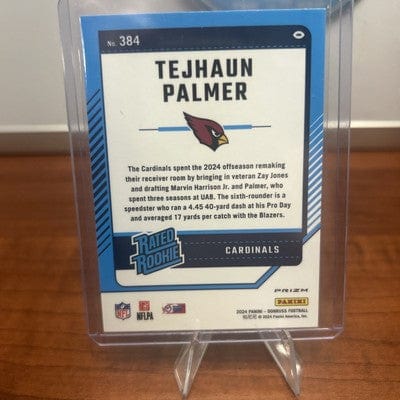 No. 384
TEJHAUN
PALMER
The Cardinals spent the 2024 offseason remaking
their receiver room by bringing in veteran Zay Jones
and drafting Marvin Harrison Jr. and Palmer, who
spent three seasons at UAB. The sixth-rounder is a
speedster who ran a 4.45 40-yard dash at his Pro Day
and averaged 17 yards per catch with the Blazers.
RATED
ROOKIE
CARDINALS
PRIZM
NFL
NFLPA
PANINI
2024 PANINI - DONRUSS FOOTBALL
© 2024 Panini America, Inc.